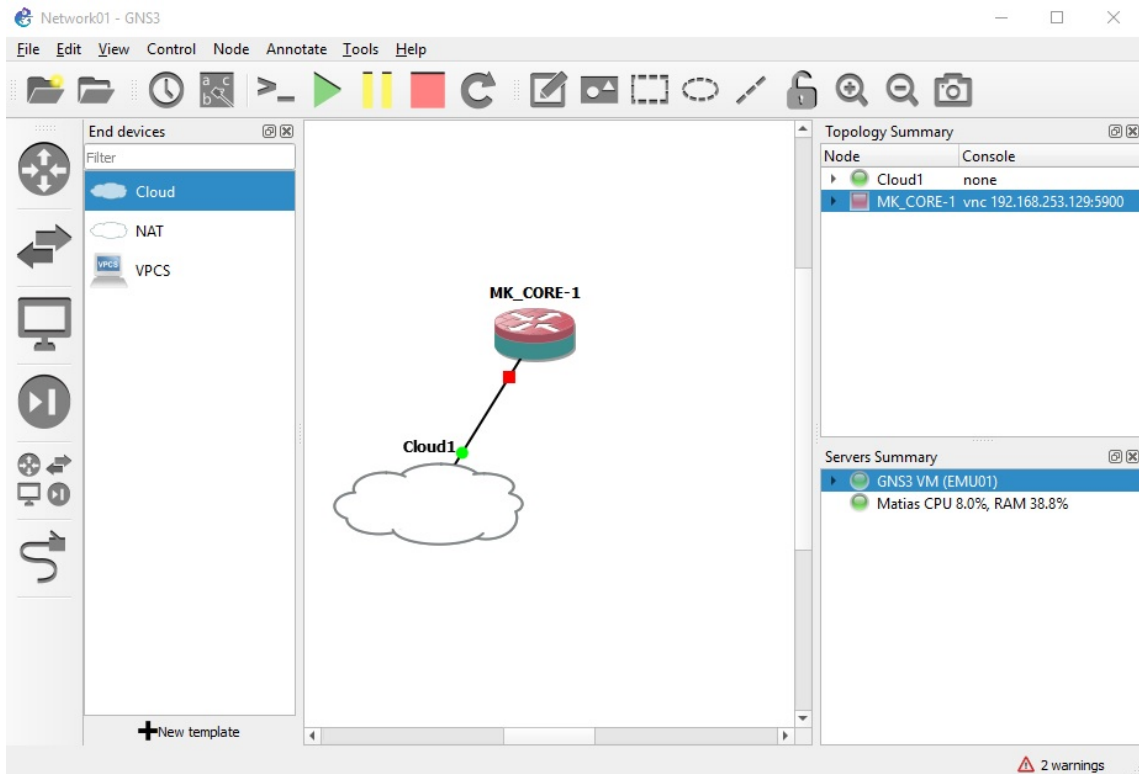 Network01 - GNS3
File Edit View Control Node Annotate Tools Help
End devices
Filter
Cloud
NAT
VPCS
VPCS
New template
MK_CORE-1
Cloud1
Topology Summary
Node Console
Cloud1 none
MK_CORE-1 vnc 192.168.253.129:5900
Servers Summary
GNS3 VM (EMU01)
Matias CPU 8.0%, RAM 38.8%
2 warnings